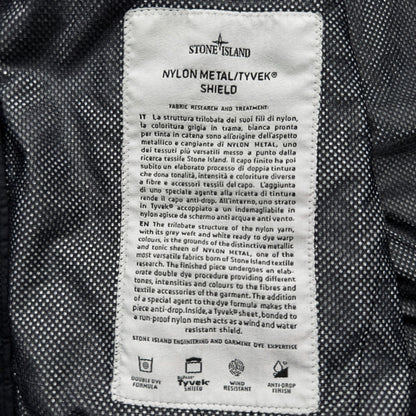 STONE ISLAND
NYLON METAL/TYVEK®
SHIELD
FABRIC RESEARCH AND TREATMENT:
IT La struttura trilobata dei suoi fili di nylon,
la coloritura grigia in trama, bianca pronta
per tinta in catena sono all'origine dell'aspetto
metallico e cangiante di NYLON METAL, uno
dei tessuti più versatili messo a punto dalla
ricerca tessile Stone Island. Il capo finito ha poi
subito un elaborato processo di doppia tintura
che dona tonalità, intensità e coloriture diverse
a fibre e accessori tessili del capo. L'aggiunta
di uno speciale agente alla ricetta di tintura
rende il capo anti-drop. All'interno, uno strato
in Tyvek® accoppiato a un indemagliabile in
nylon agisce da schermo anti acqua e anti vento.
EN The trilobate structure of the nylon yarn,
with its grey weft and white ready to dye warp
colours, is the grounds of the distinctive metallic
and tonic sheen of NYLON METAL, one of the
most versatile fabrics born of Stone Island textile
research. The finished piece undergoes an elab-
orate double dye procedure providing different
tones, intensities and colours to the fibres and
textile accessories of the garment. The addition
of a special agent to the dye formula makes the
piece anti-drop. Inside, a Tyvek® sheet, bonded to
a run-proof nylon mesh acts as a wind and water
resistant shield.
STONE ISLAND ENGINEERING AND GARMENT DYE EXPERTISE
DOUBLE DYE
FORMULA
Tyvek®
SHIELD
WIND
RESISTANT
ANTI-DROP
FINISH